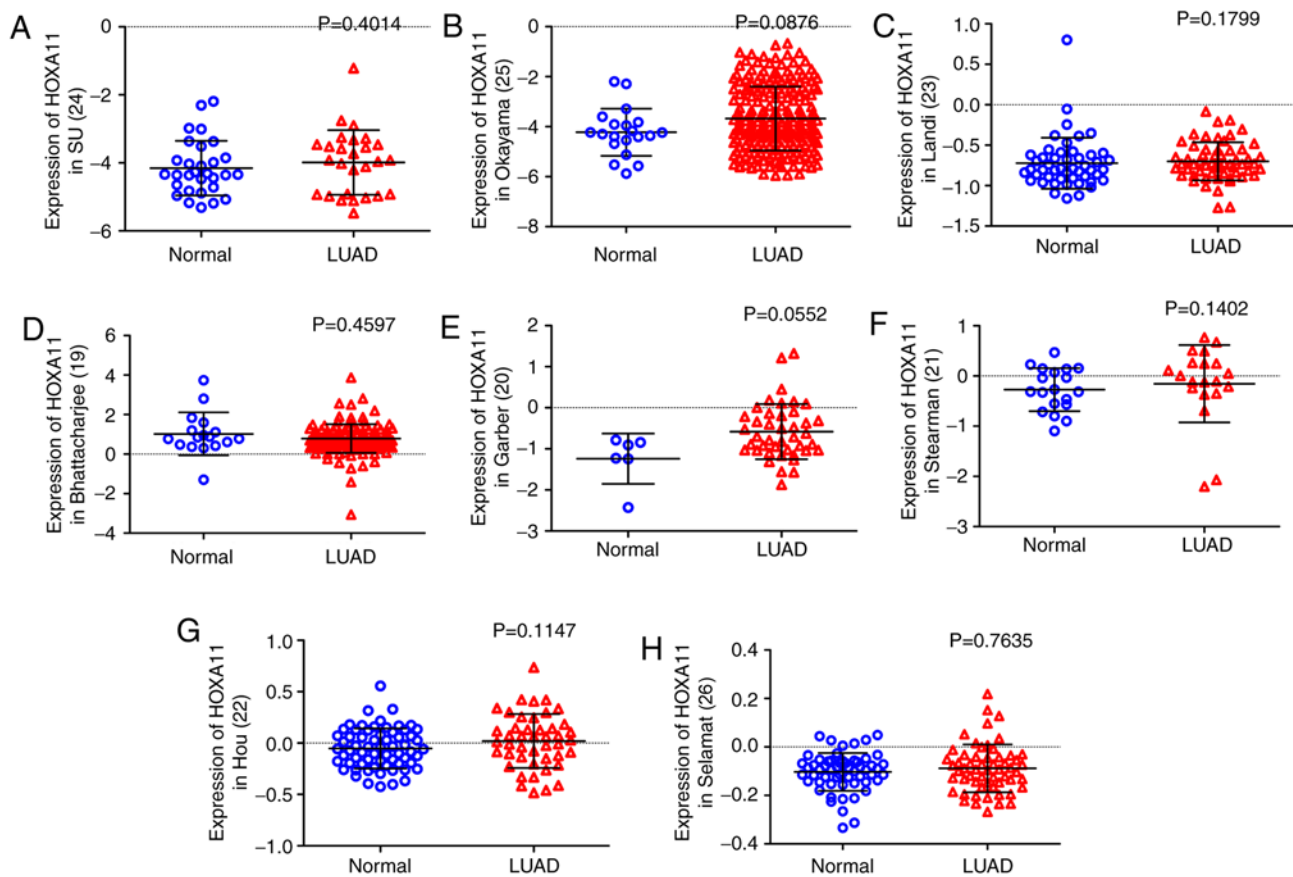 A
Expression of HOXA11
in SU (24)
P=0.4014
0
−2
−4
−6
Normal
LUAD
B
Expression of HOXA11
in Okayama (25)
P=0.0876
0
−2
−4
−6
−8
Normal
LUAD
C
Expression of HOXA11
in Landi (23)
P=0.1799
1.0
0.5
0.0
−0.5
−1.0
−1.5
Normal
LUAD
D
Expression of HOXA11
in Bhattacharjee (19)
P=0.4597
6
4
2
0
−2
−4
Normal
LUAD
E
Expression of HOXA11
in Garber (20)
P=0.0552
2
1
0
−1
−2
−3
Normal
LUAD
F
Expression of HOXA11
in Stearman (21)
P=0.1402
1
0
−1
−2
−3
Normal
LUAD
G
Expression of HOXA11
in Hou (22)
P=0.1147
1.0
0.5
0.0
−0.5
−1.0
Normal
LUAD
H
Expression of HOXA11
in Selamat (26)
P=0.7635
0.4
0.2
0.0
−0.2
−0.4
Normal
LUAD